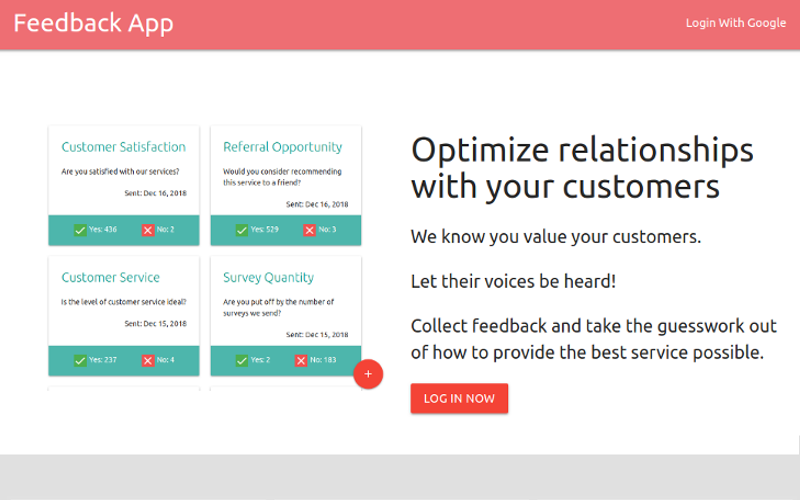 Feedback App
Login With Google
Customer Satisfaction
Are you satisfied with our services?
Sent: Dec 16, 2018
Yes: 436 No: 2
Referral Opportunity
Would you consider recommending
this service to a friend?
Sent: Dec 16, 2018
Yes: 529 No: 3
Customer Service
Is the level of customer service ideal?
Sent: Dec 15, 2018
Yes: 237 No: 4
Survey Quantity
Are you put off by the number of
surveys we send?
Sent: Dec 15, 2018
Yes: 2 No: 183
+
Optimize relationships
with your customers
We know you value your customers.
Let their voices be heard!
Collect feedback and take the guesswork out
of how to provide the best service possible.
LOG IN NOW